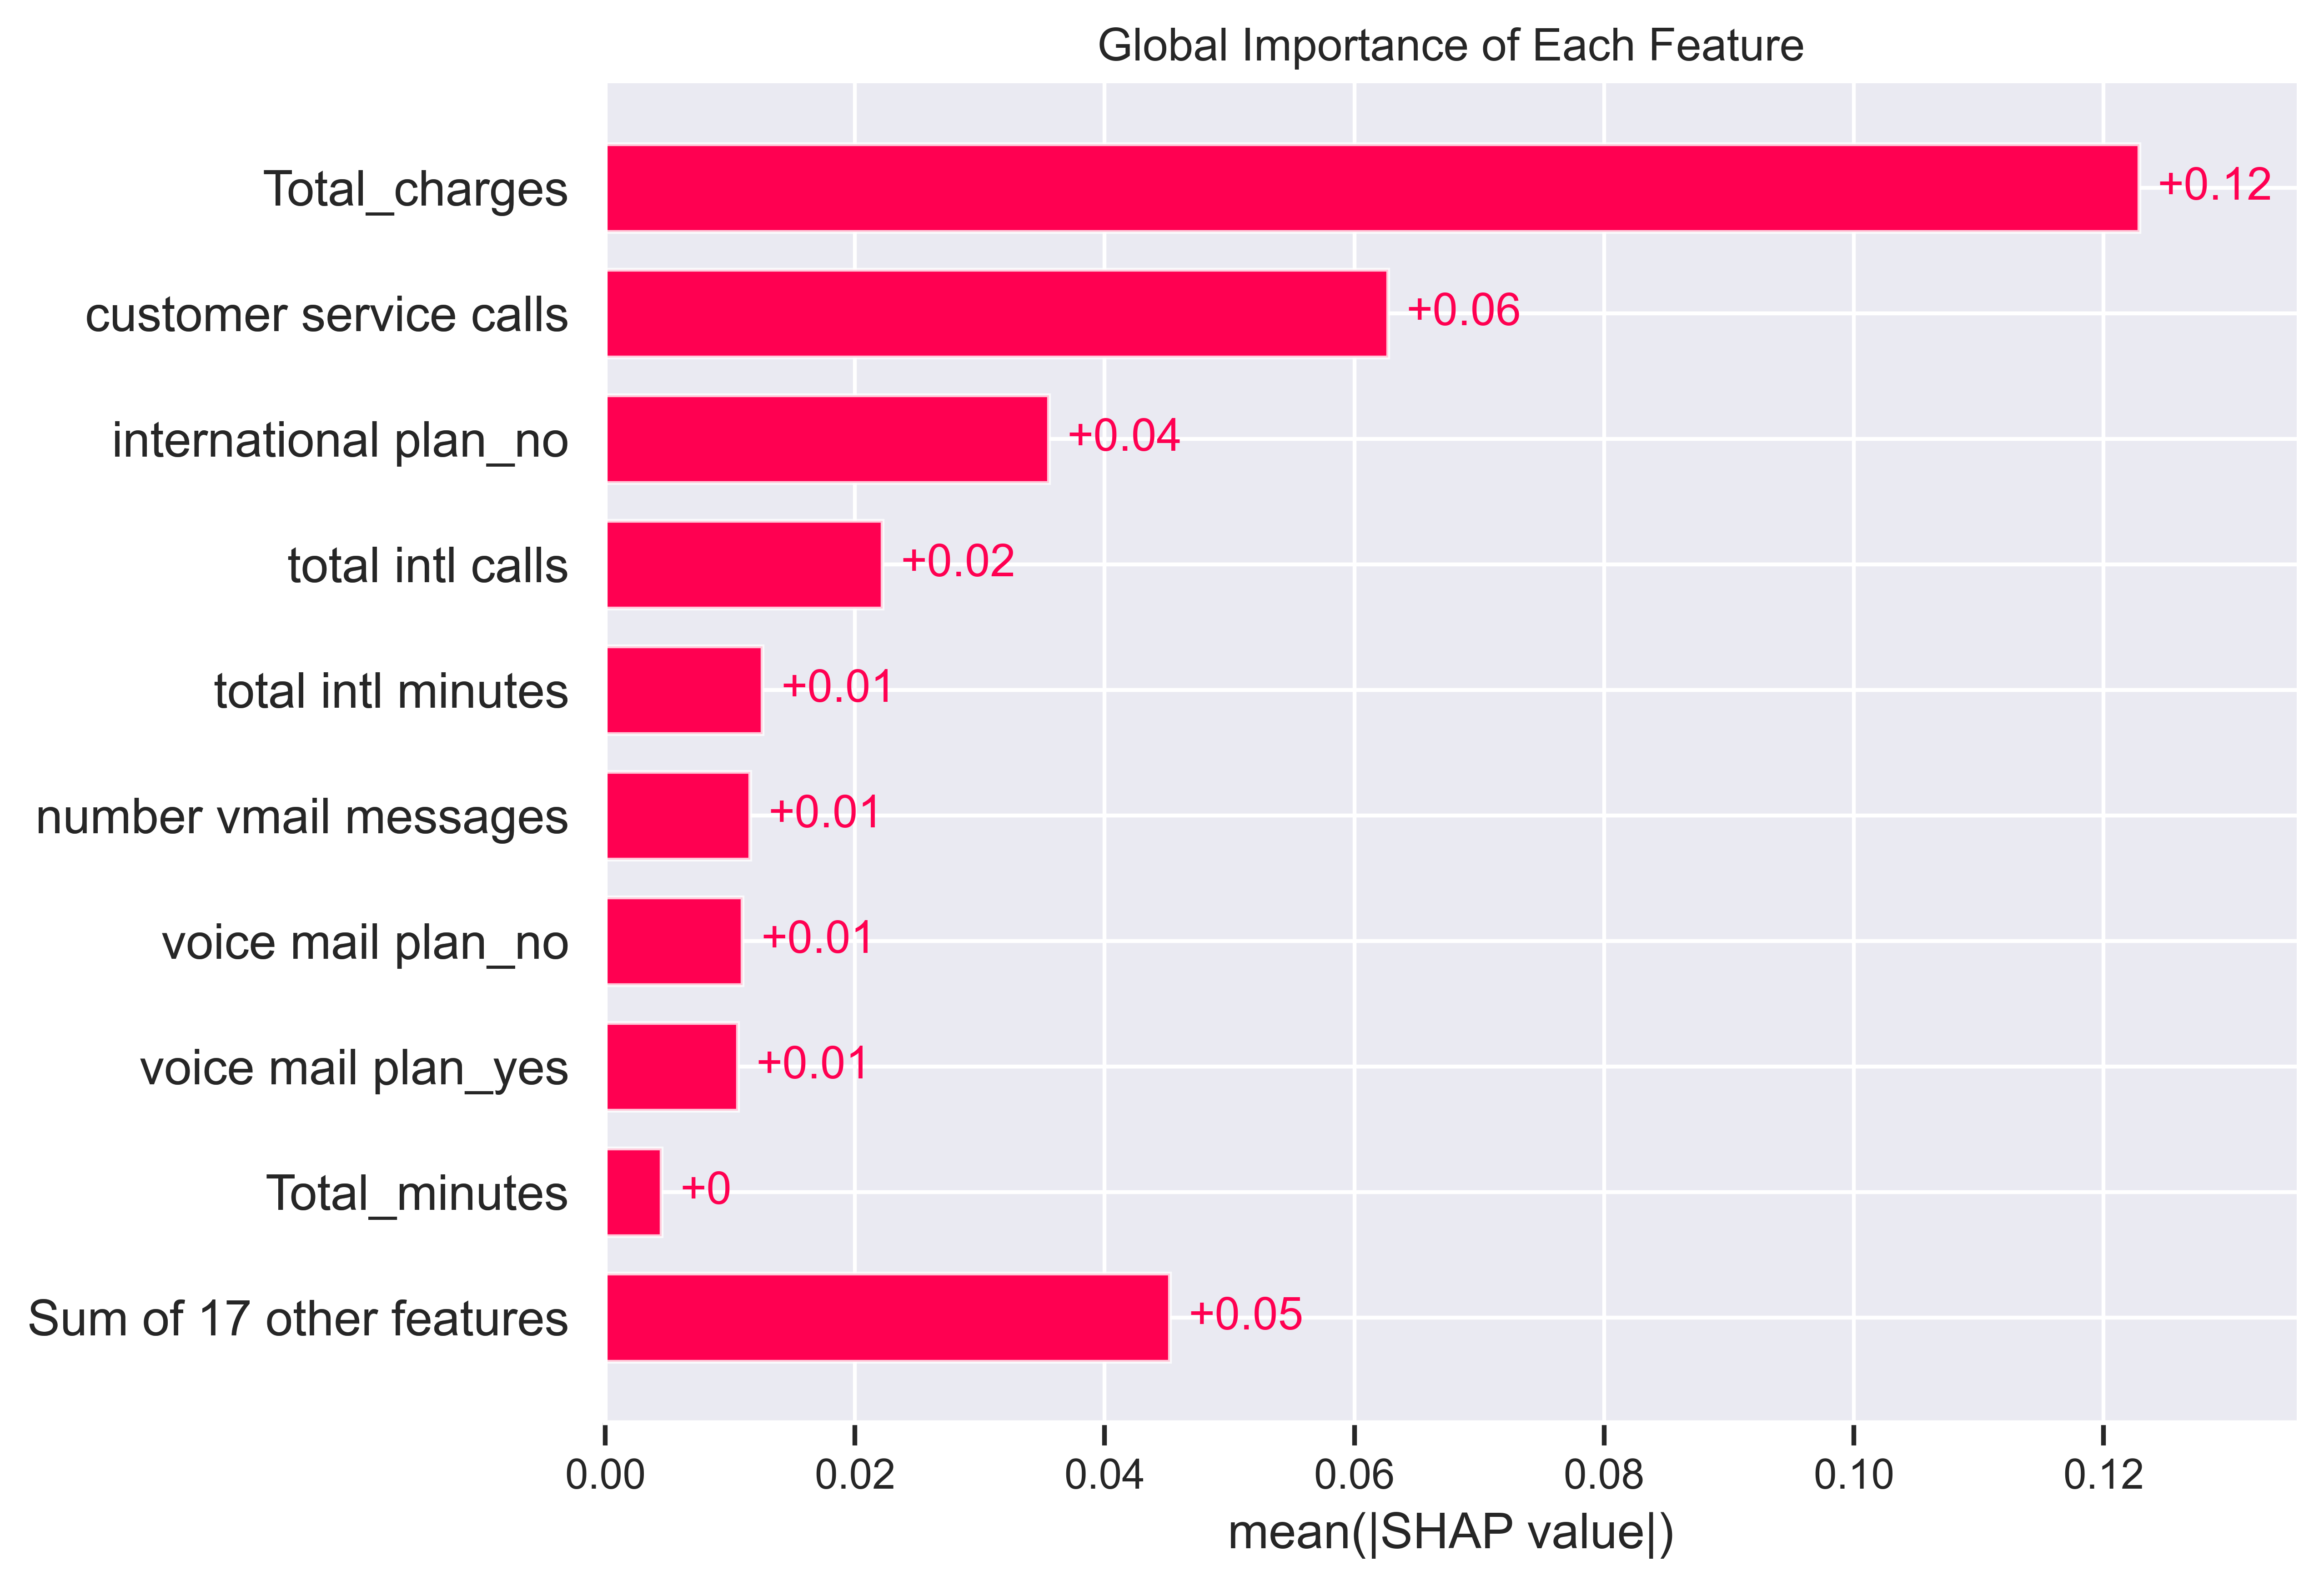 Global Importance of Each Feature
Total_charges
+0.12
customer service calls
+0.06
international plan_no
+0.04
total intl calls
+0.02
total intl minutes
+0.01
number vmail messages
+0.01
voice mail plan_no
+0.01
voice mail plan_yes
+0.01
Total_minutes
+0
Sum of 17 other features
+0.05
0.00 0.02 0.04 0.06 0.08 0.10 0.12
mean(|SHAP value|)